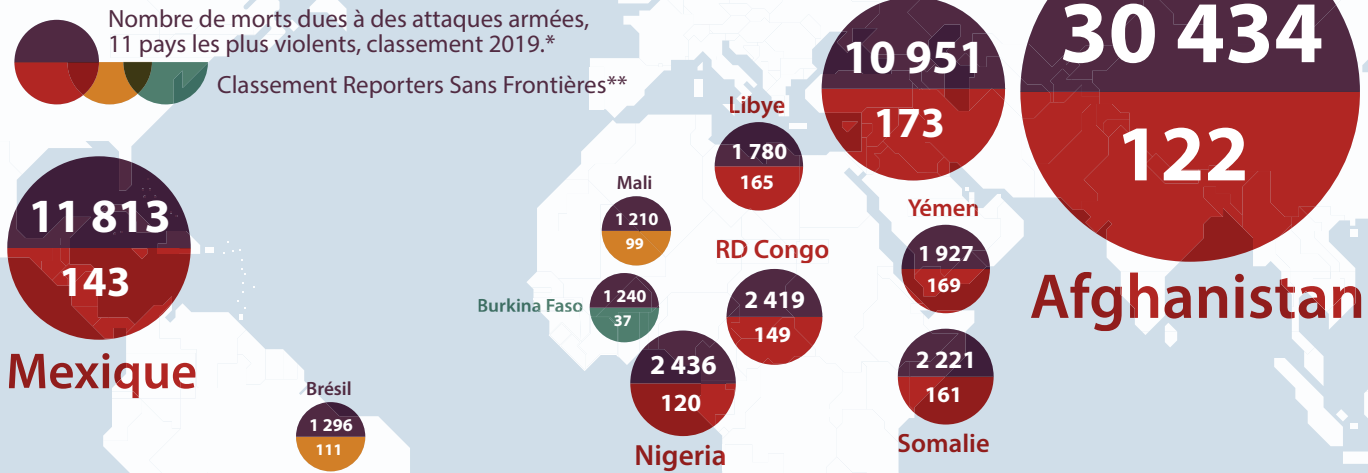 Nombre de morts dues à des attaques armées,
11 pays les plus violents, classement 2019.*
Classement Reporters Sans Frontières**
11 813
143
Mexique
Brésil
1 296
111
Mali
1 210
99
Burkina Faso
1 240
37
2 436
120
Nigeria
Libye
1 780
165
RD Congo
2 419
149
10 951
173
Yémen
1 927
169
2 221
161
Somalie
30 434
122
Afghanistan